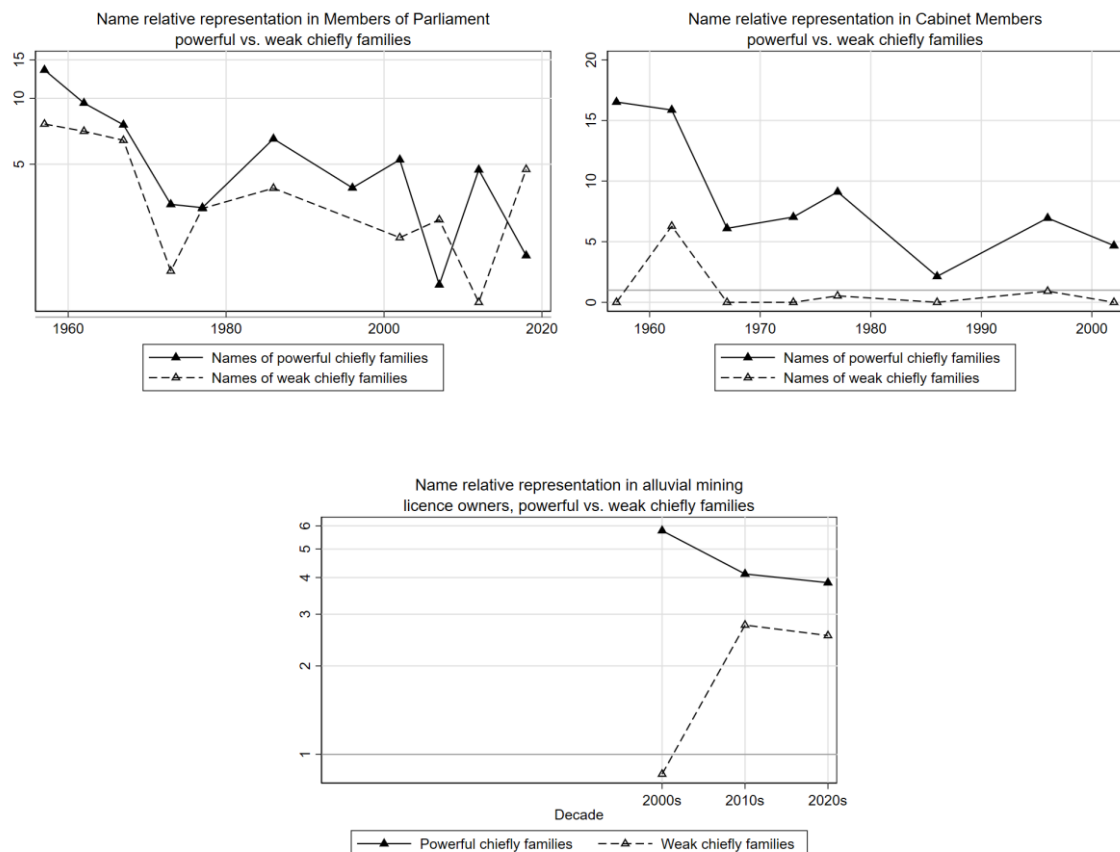 Name relative representation in Members of Parliament
powerful vs. weak chiefly families
15
10
5
1960
1980
2000
2020
Names of powerful chiefly families
Names of weak chiefly families
Name relative representation in Cabinet Members
powerful vs. weak chiefly families
20
15
10
5
0
1960
1970
1980
1990
2000
Names of powerful chiefly families
Names of weak chiefly families
Name relative representation in alluvial mining
licence owners, powerful vs. weak chiefly families
6
5
4
3
2
1
2000s
2010s
2020s
Decade
Powerful chiefly families
Weak chiefly families